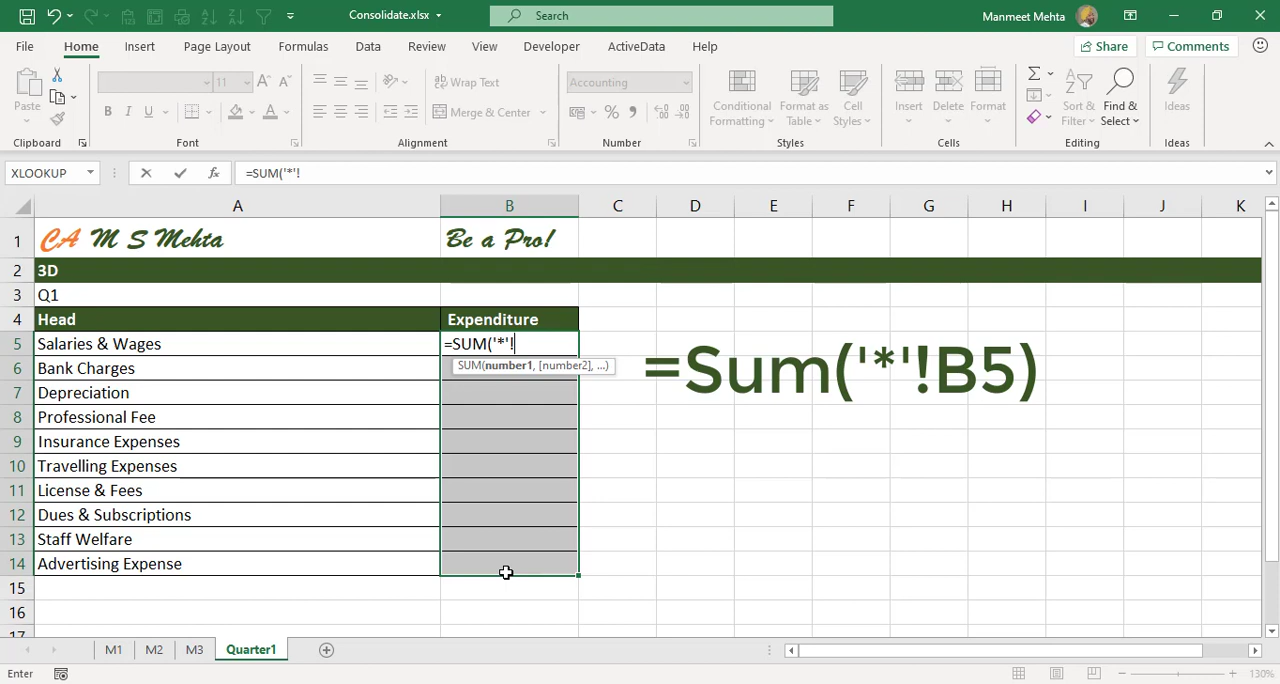 Consolidate.xlsx
Search
Manmeet Mehta
File Home Insert Page Layout Formulas Data Review View Developer ActiveData Help
Share Comments
11
Wrap Text
Accounting
Paste
B I U
Merge & Center
Conditional Formatting
Format as Table
Cell Styles
Insert Delete Format
Sort & Filter
Find & Select
Ideas
Clipboard Font Alignment Number Styles Cells Editing Ideas
XLOOKUP
fx =SUM('*'!
A B C D E F G H I J K
1 CA M S Mehta Be a Pro!
2 3D
3 Q1
4 Head Expenditure
5 Salaries & Wages =SUM('*'!
6 Bank Charges
SUM(number1, [number2], ...)
=Sum('*'!B5)
7 Depreciation
8 Professional Fee
9 Insurance Expenses
10 Travelling Expenses
11 License & Fees
12 Dues & Subscriptions
13 Staff Welfare
14 Advertising Expense
15
16
17
M1 M2 M3 Quarter1
Enter
130%